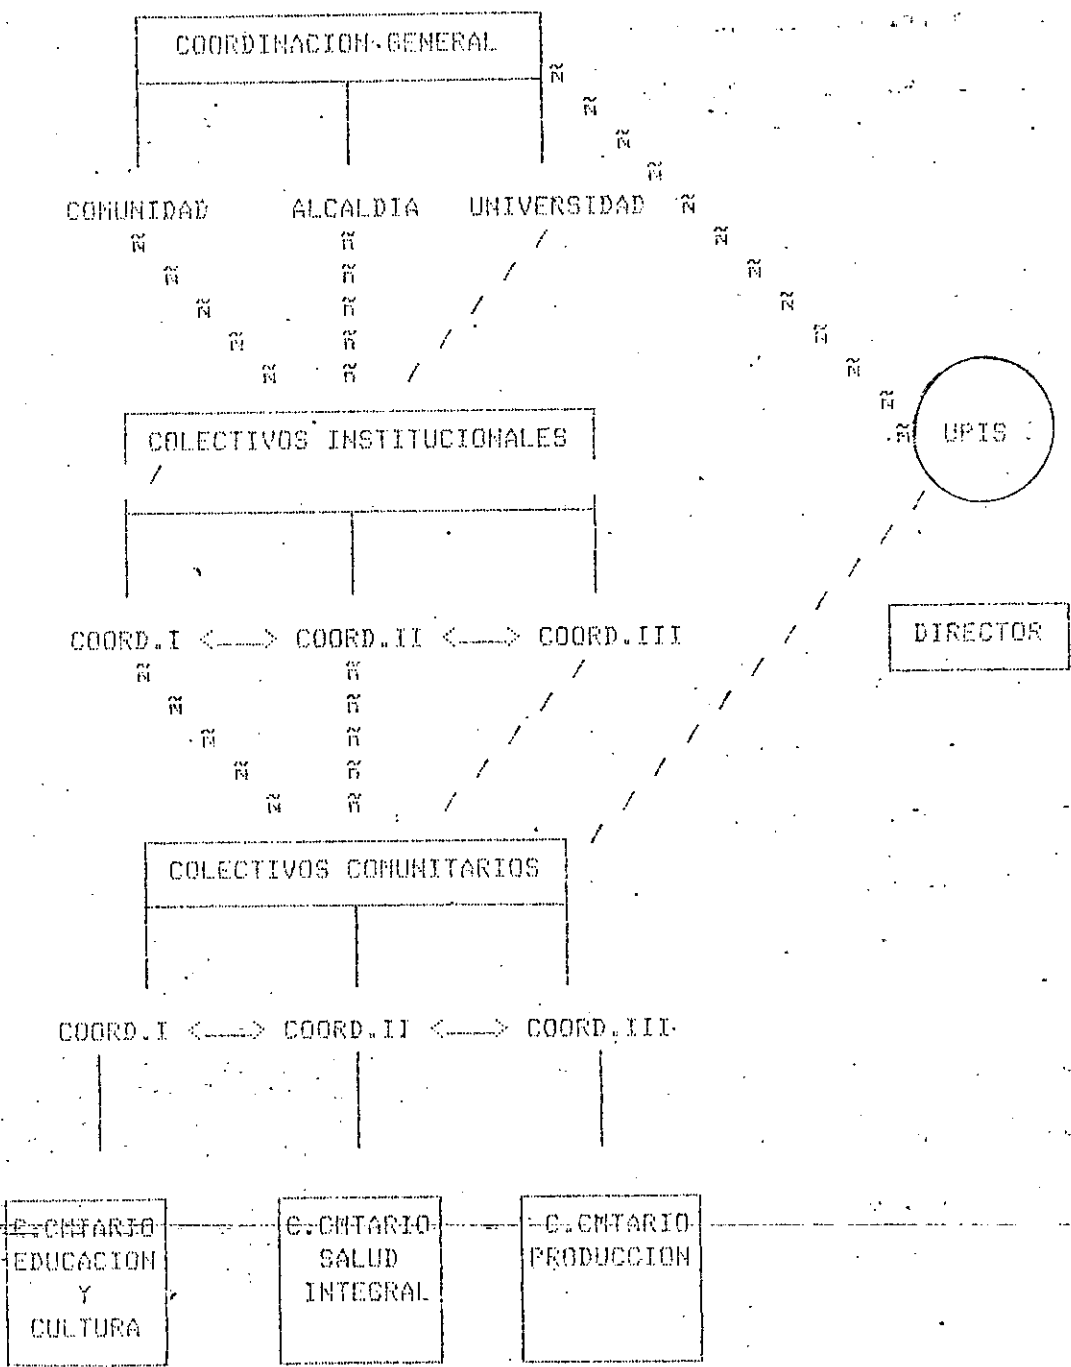 COORDINACION GENERAL
Ñ
Ñ
Ñ
Ñ
COMUNIDAD ALCALDIA UNIVERSIDAD Ñ
Ñ Ñ / Ñ
Ñ Ñ / Ñ
Ñ Ñ / Ñ
Ñ Ñ / Ñ
Ñ Ñ / Ñ
Ñ
COLECTIVOS INSTITUCIONALES Ñ UPIS
/
COORD.I <---> COORD.II <---> COORD.III
DIRECTOR
Ñ Ñ /
Ñ Ñ /
Ñ Ñ /
Ñ Ñ /
Ñ Ñ /
COLECTIVOS COMUNITARIOS
COORD.I <---> COORD.II <---> COORD.III
C.CMTARIO
EDUCACION
Y
CULTURA
C.CMTARIO
SALUD
INTEGRAL
C.CMTARIO
PRODUCCION